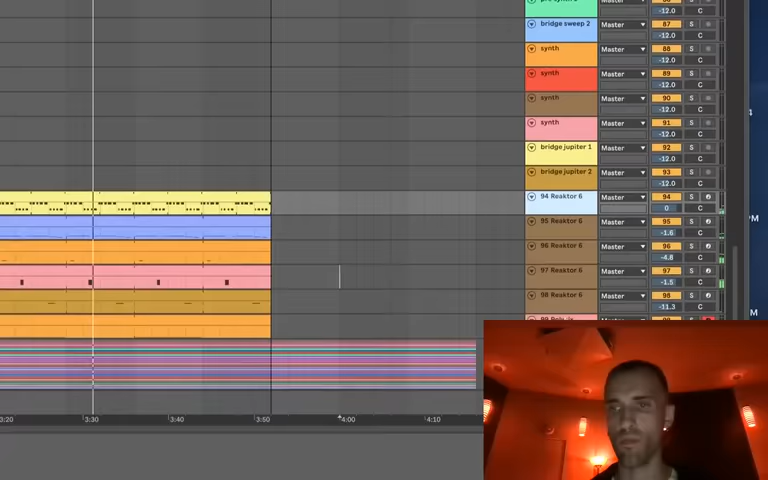 88
bridge sweep 2 Master 87 S
-12.0 C
synth Master 88 S
-12.0 C
synth Master 89 S
-12.0 C
synth Master 90 S
-12.0 C
synth Master 91 S
-12.0 C
bridge jupiter 1 Master 92 S
-12.0 C
bridge jupiter 2 Master 93 S
-12.0 C
94 Reaktor 6 Master 94 S
0 C
95 Reaktor 6 Master 95 S
-1.6 C
96 Reaktor 6 Master 96 S
-4.8 C
97 Reaktor 6 Master 97 S
-1.5 C
98 Reaktor 6 Master 98 S
-11.3 C
3:20 3:30 3:40 3:50 4:00 4:10